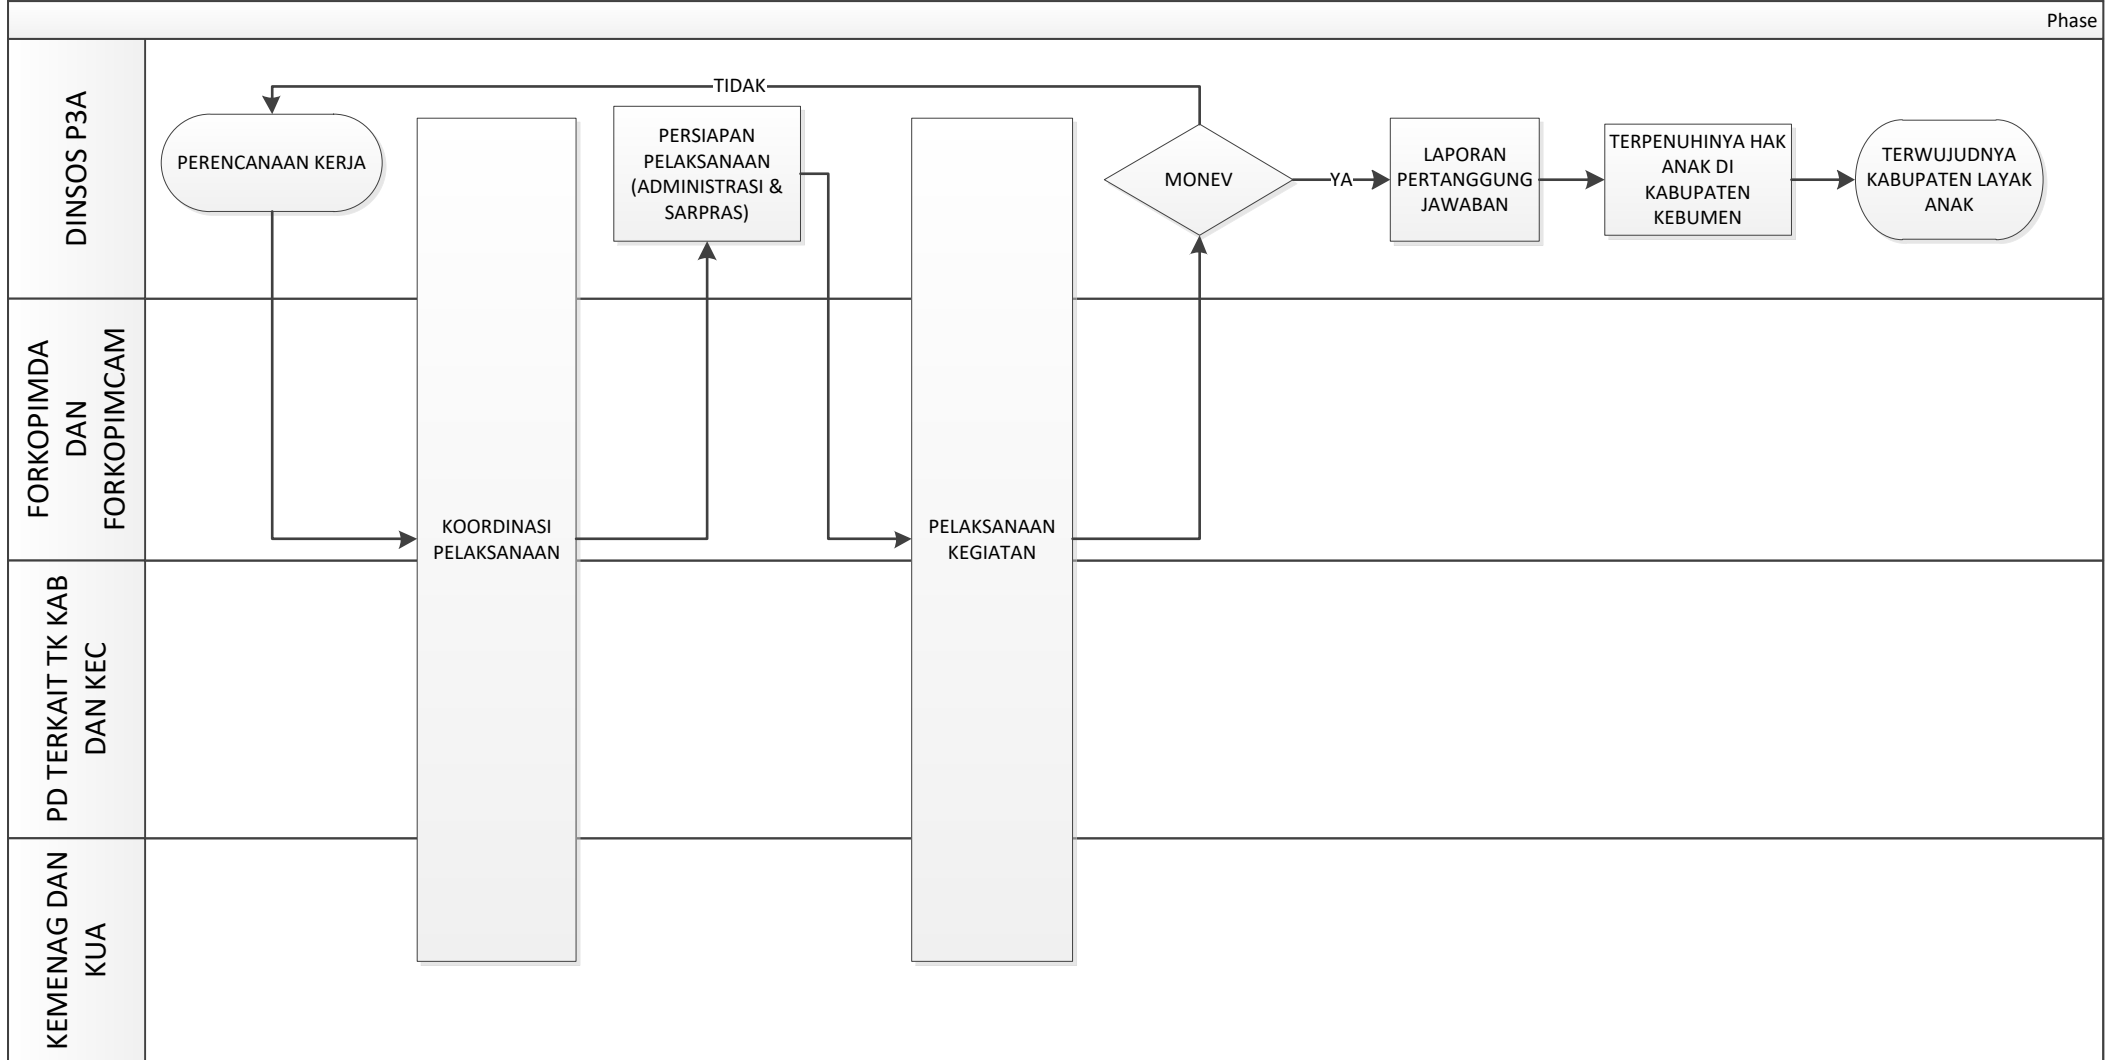 Phase
DINSOS P3A
TIDAK
PERENCANAAN KERJA
PERSIAPAN
PELAKSANAAN
(ADMINISTRASI &
SARPRAS)
MONEV
YA
LAPORAN
PERTANGGUNG
JAWABAN
TERPENUHINYA HAK
ANAK DI
KABUPATEN
KEBUMEN
TERWUJUDNYA
KABUPATEN LAYAK
ANAK
FORKOPIMDA
DAN
FORKOPIMCAM
KOORDINASI
PELAKSANAAN
PELAKSANAAN
KEGIATAN
PD TERKAIT TK KAB
DAN KEC
KEMENAG DAN
KUA